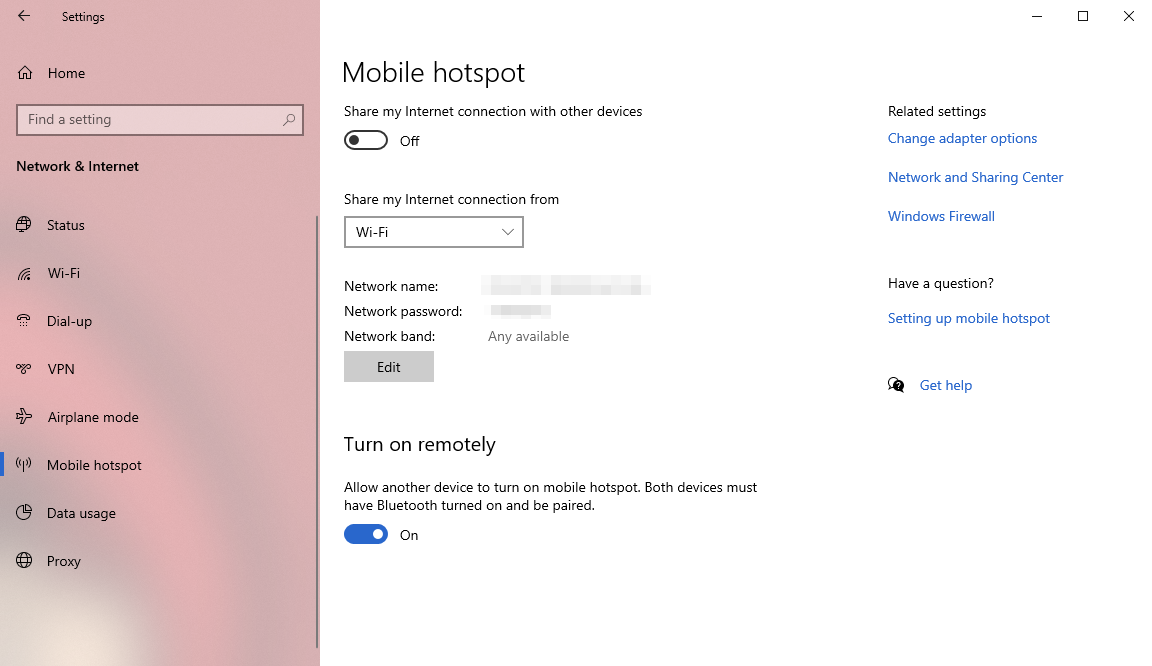 Settings
Home
Find a setting
Network & Internet
Status
Wi-Fi
Dial-up
VPN
Airplane mode
Mobile hotspot
Data usage
Proxy
Mobile hotspot
Share my Internet connection with other devices
Off
Share my Internet connection from
Wi-Fi
Network name:
Network password:
Network band: Any available
Edit
Turn on remotely
Allow another device to turn on mobile hotspot. Both devices must
have Bluetooth turned on and be paired.
On
Related settings
Change adapter options
Network and Sharing Center
Windows Firewall
Have a question?
Setting up mobile hotspot
Get help